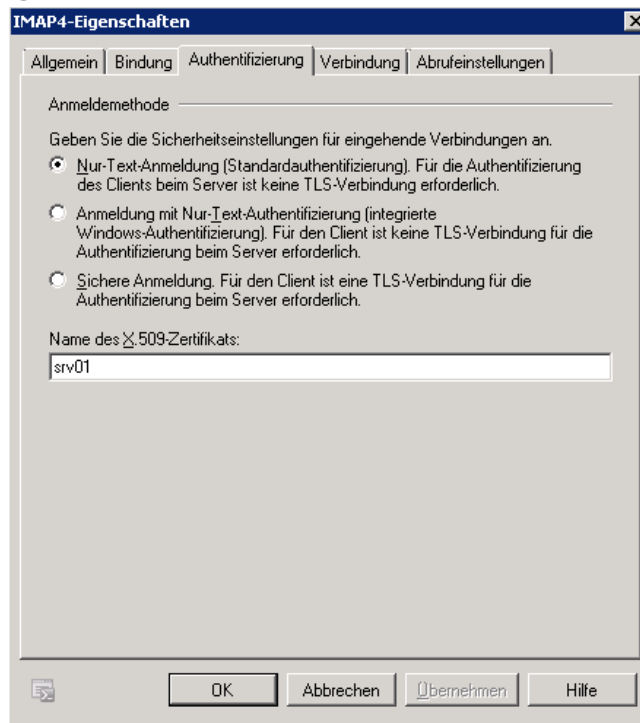 IMAP4-Eigenschaften
Allgemein
Bindung
Authentifizierung
Verbindung
Abrufeinstellungen
Anmeldemethode
Geben Sie die Sicherheitseinstellungen für eingehende Verbindungen an.
Nur-Text-Anmeldung (Standardauthentifizierung). Für die Authentifizierung
des Clients beim Server ist keine TLS-Verbindung erforderlich.
Anmeldung mit Nur-Text-Authentifizierung (integrierte
Windows-Authentifizierung). Für den Client ist keine TLS-Verbindung für die
Authentifizierung beim Server erforderlich.
Sichere Anmeldung. Für den Client ist eine TLS-Verbindung für die
Authentifizierung beim Server erforderlich.
Name des X.509-Zertifikats:
srv01
OK
Abbrechen
Übernehmen
Hilfe